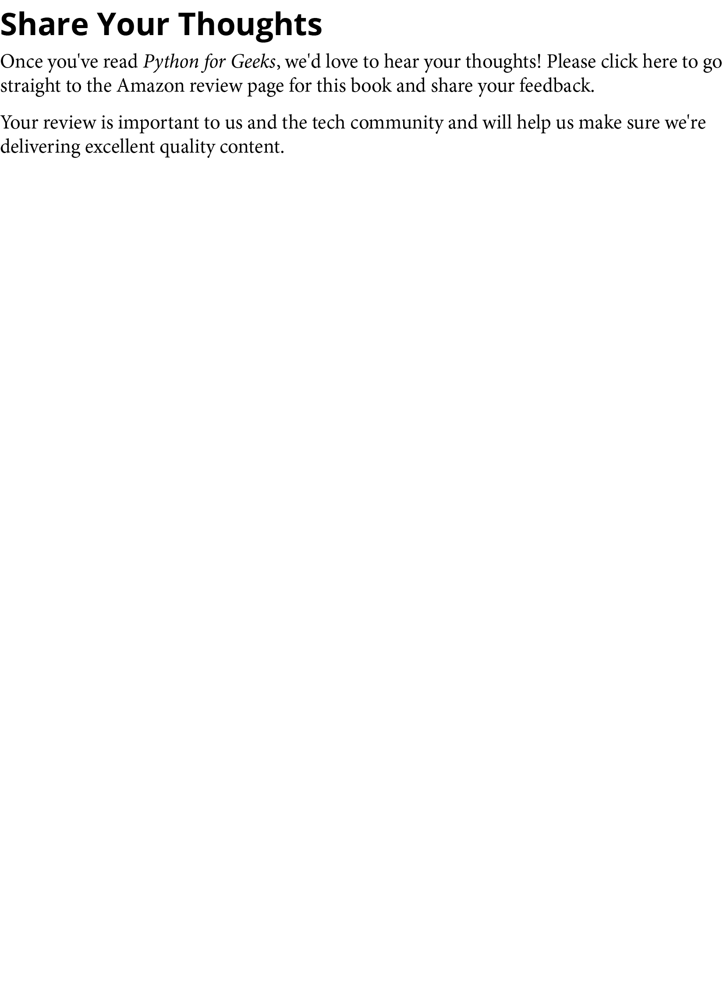 Share Your Thoughts
Once you've read Python for Geeks, we'd love to hear your thoughts! Please click here to go
straight to the Amazon review page for this book and share your feedback.
Your review is important to us and the tech community and will help us make sure we're
delivering excellent quality content.